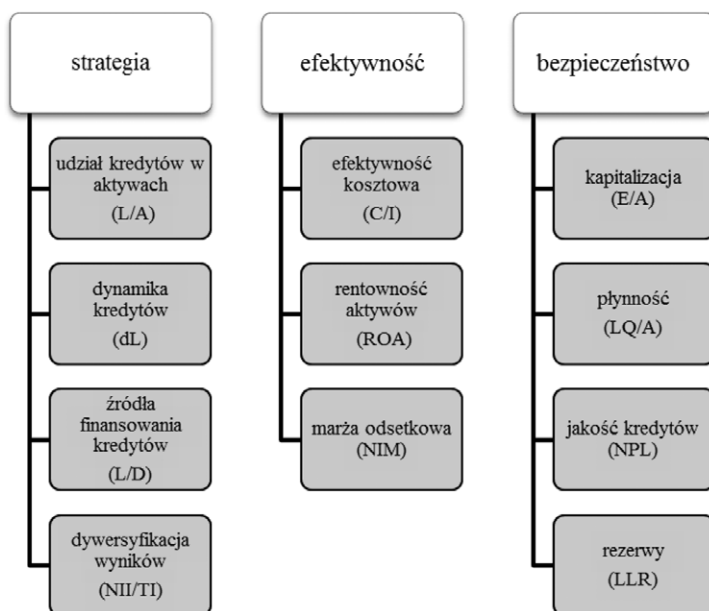 strategia
udział kredytów w
aktywach
(L/A)
dynamika
kredytów
(dL)
źródła
finansowania
kredytów
(L/D)
dywersyfikacja
wyników
(NII/TI)
efektywność
efektywność
kosztowa
(C/I)
rentowność
aktywów
(ROA)
marża odsetkowa
(NIM)
bezpieczeństwo
kapitalizacja
(E/A)
płynność
(LQ/A)
jakość kredytów
(NPL)
rezerwy
(LLR)